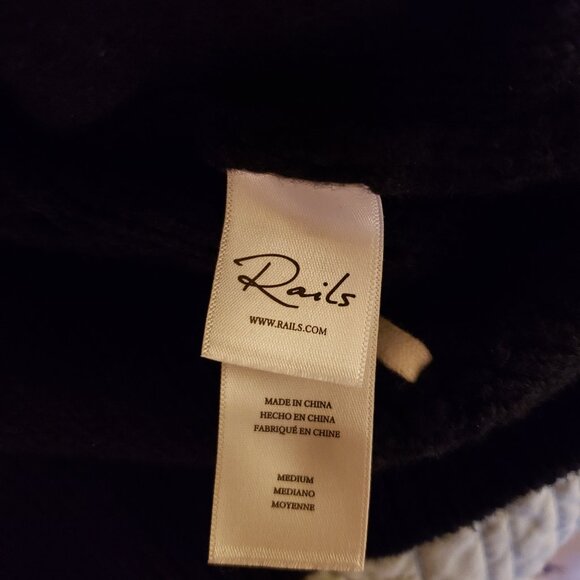 Rails
WWW.RAILS.COM
MADE IN CHINA
HECHO EN CHINA
FABRIQUÉ EN CHINE
MEDIUM
MEDIANO
MOYENNE